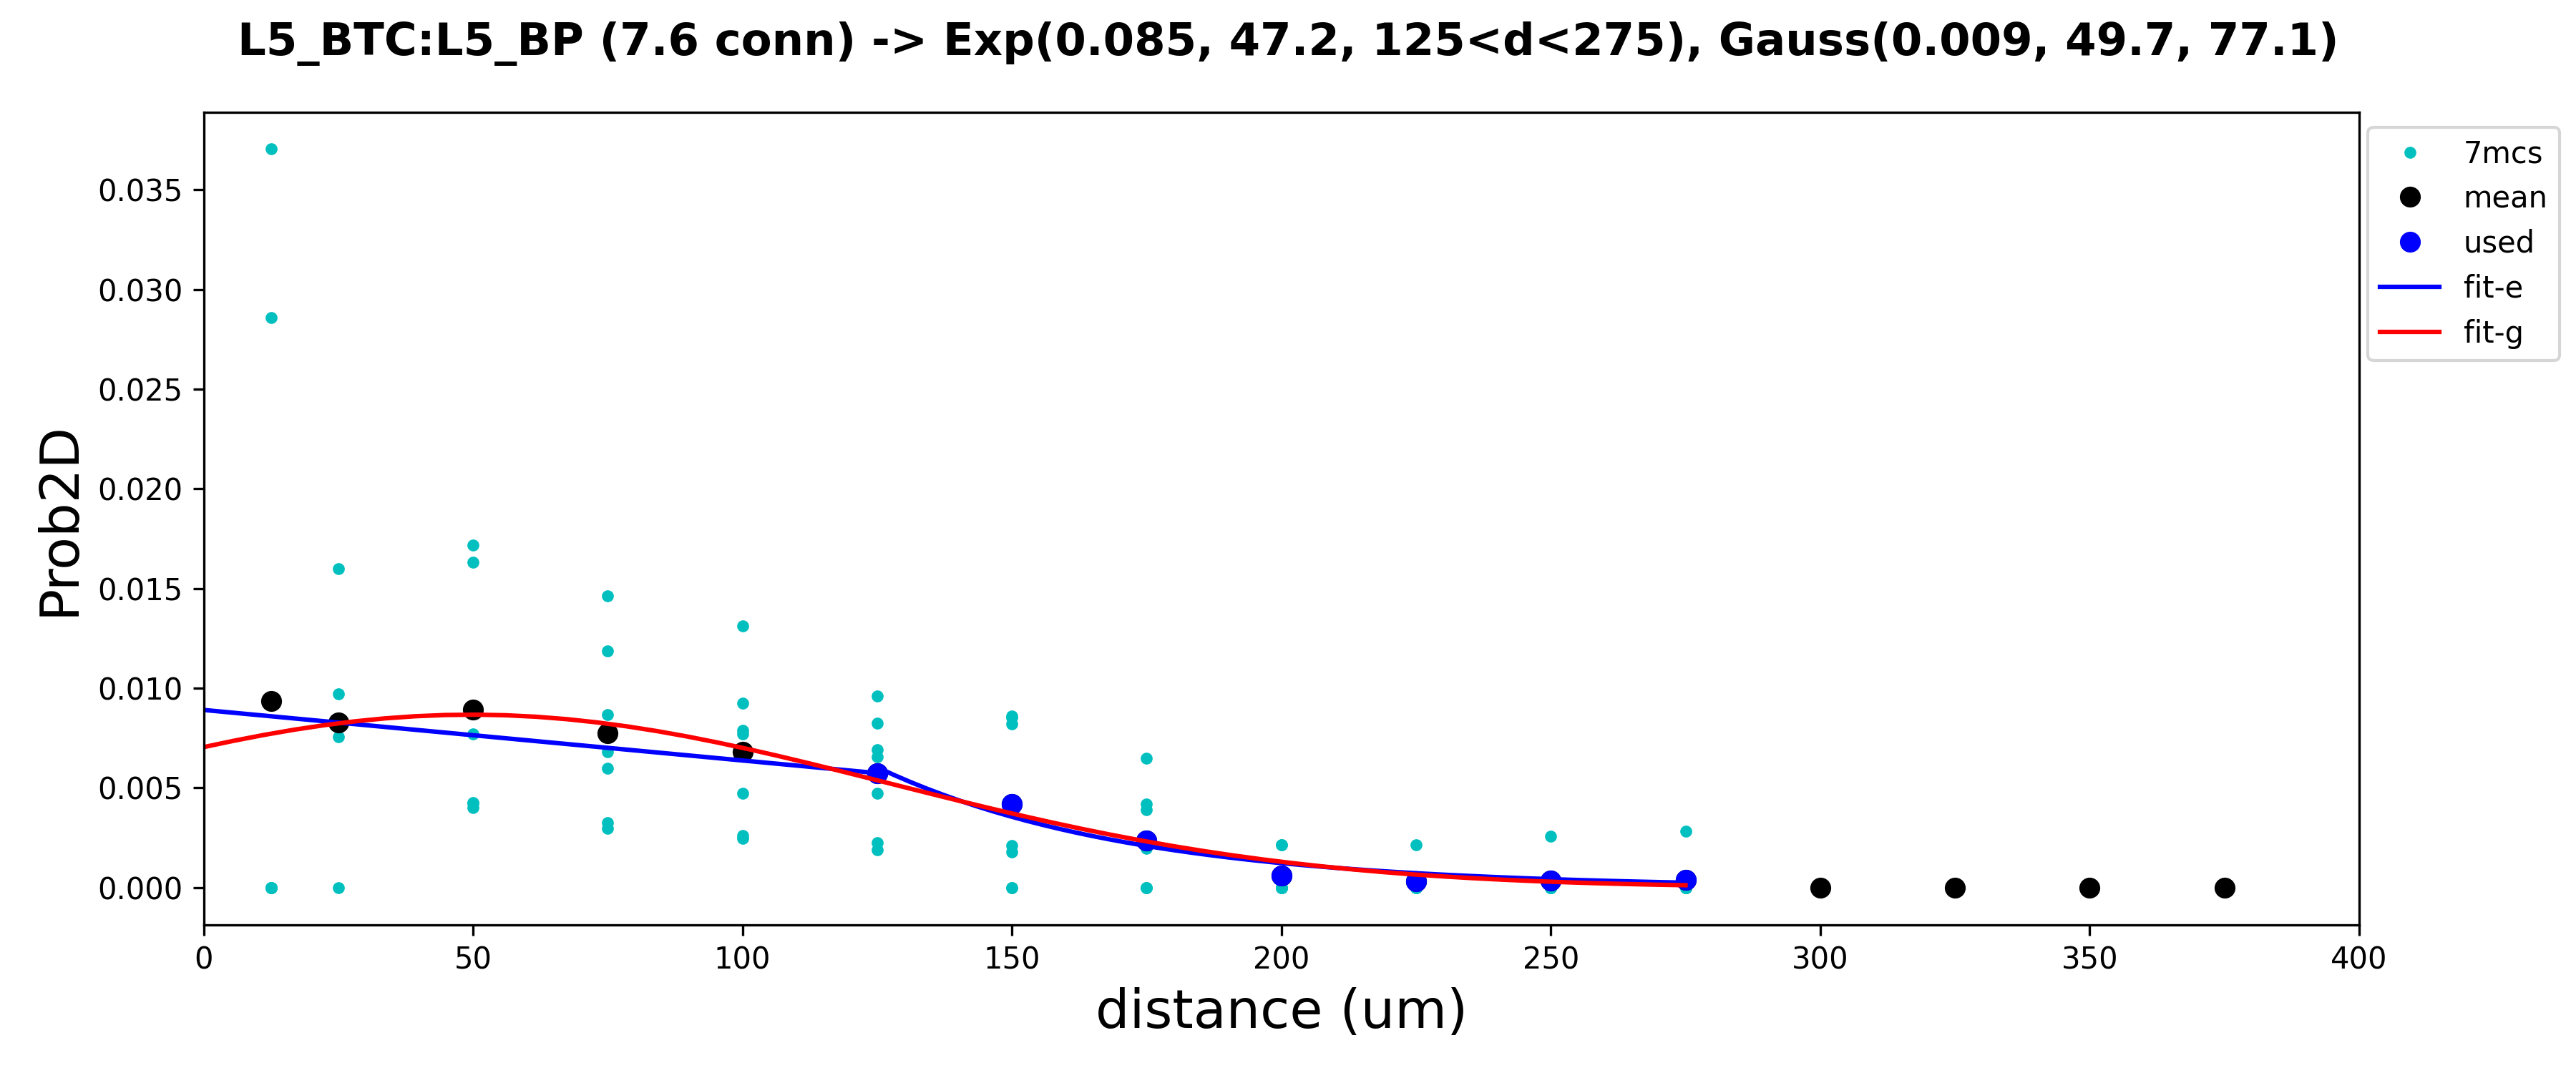 L5_BTC:L5_BP (7.6 conn) -> Exp(0.085, 47.2, 125<d<275), Gauss(0.009, 49.7, 77.1)
7mcs
mean
used
fit-e
fit-g
Prob2D
0.035
0.030
0.025
0.020
0.015
0.010
0.005
0.000
0 50 100 150 200 250 300 350 400
distance (um)